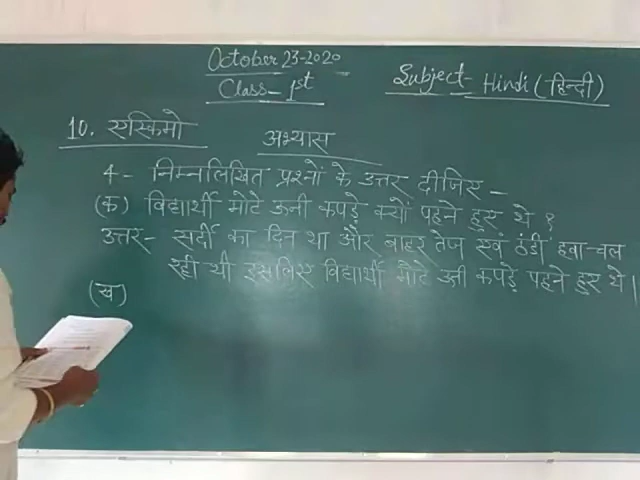 October 23-2020
Class- 1st
Subject- Hindi (हिन्दी)
10. एस्किमो
अभ्यास
4- निम्नलिखित प्रश्नों के उत्तर दीजिए -
(क) विद्यार्थी मोटे ऊनी कपड़े क्यों पहने हुए थे ?
उत्तर- सर्दी का दिन था और बाहर तेज एवं ठंडी हवा-चल
रही थी इसलिए विद्यार्थी मोटे ऊनी कपड़े पहने हुए थे।
(ख)